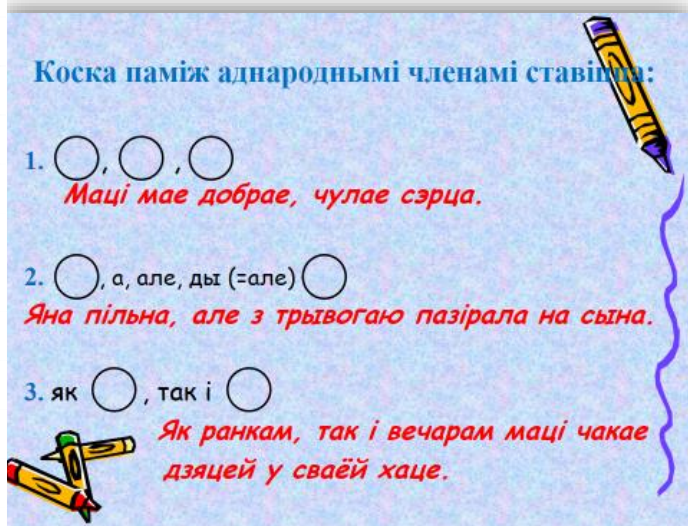 Коска паміж аднароднымі членамі ставіцца:
1. ◯, ◯, ◯
Маці мае добрае, чулае сэрца.
2. ◯, а, але, ды (=але) ◯
Яна пільна, але з трывогаю пазірала на сына.
3. як ◯, так і ◯
Як ранкам, так і вечарам маці чакае
дзяцей у сваёй хаце.